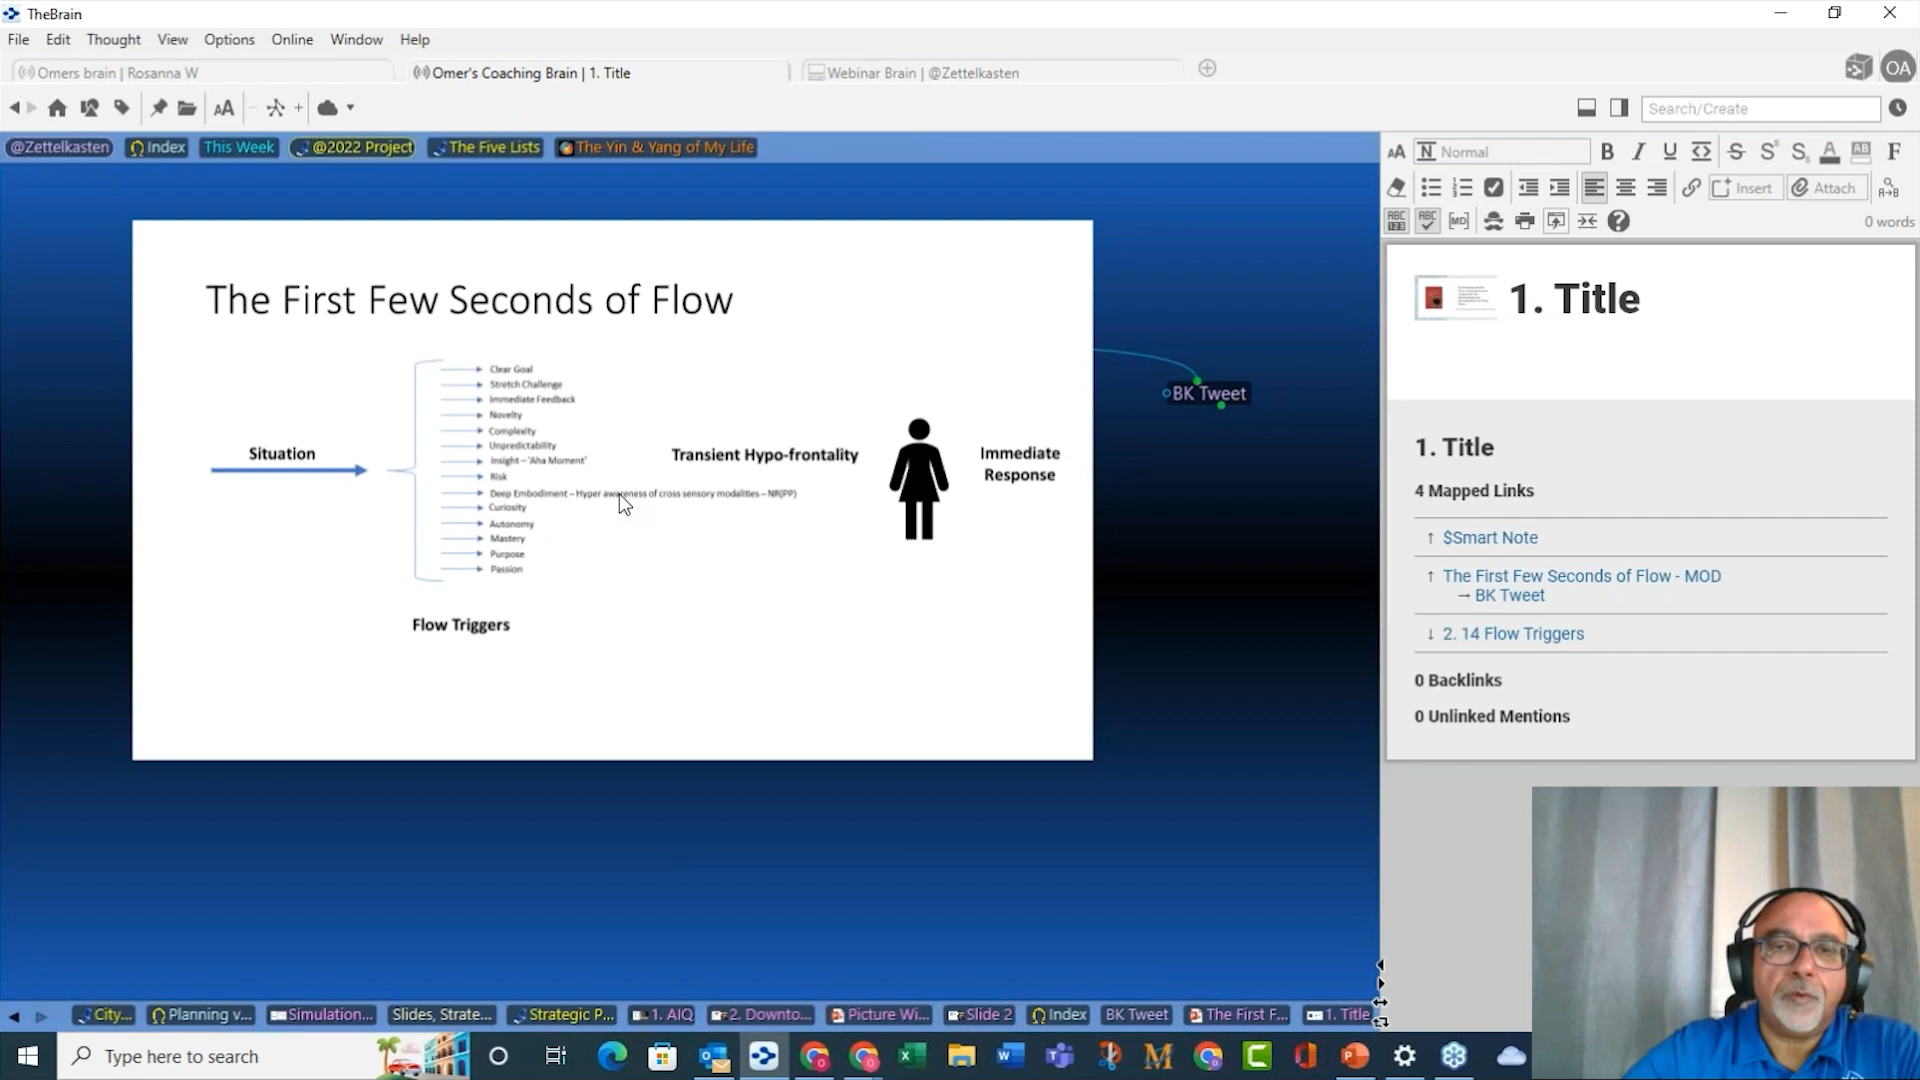 TheBrain
File Edit Thought View Options Online Window Help
Omers brain | Rosanna W
Omer's Coaching Brain | 1. Title
Webinar Brain | @Zettelkasten
OA
AA
Search/Create
@Zettelkasten
Index
This Week
@2022 Project
The Five Lists
The Yin & Yang of My Life
AA N Normal B I U S S S A AB F
Insert
Attach
0 words
The First Few Seconds of Flow
Situation
Clear Goal
Stretch Challenge
Immediate Feedback
Novelty
Complexity
Unpredictability
Insight – 'Aha Moment'
Risk
Deep Embodiment – Hyper awareness of cross sensory modalities – NR(PP)
Curiosity
Autonomy
Mastery
Purpose
Passion
Flow Triggers
Transient Hypo-frontality
Immediate
Response
BK Tweet
1. Title
1. Title
4 Mapped Links
↑ $Smart Note
↑ The First Few Seconds of Flow - MOD
→ BK Tweet
↓ 2. 14 Flow Triggers
0 Backlinks
0 Unlinked Mentions
City...
Planning v...
Simulation...
Slides, Strate...
Strategic P...
1. AIQ
2. Downto...
Picture Wi...
Slide 2
Index
BK Tweet
The First F...
1. Title
Type here to search